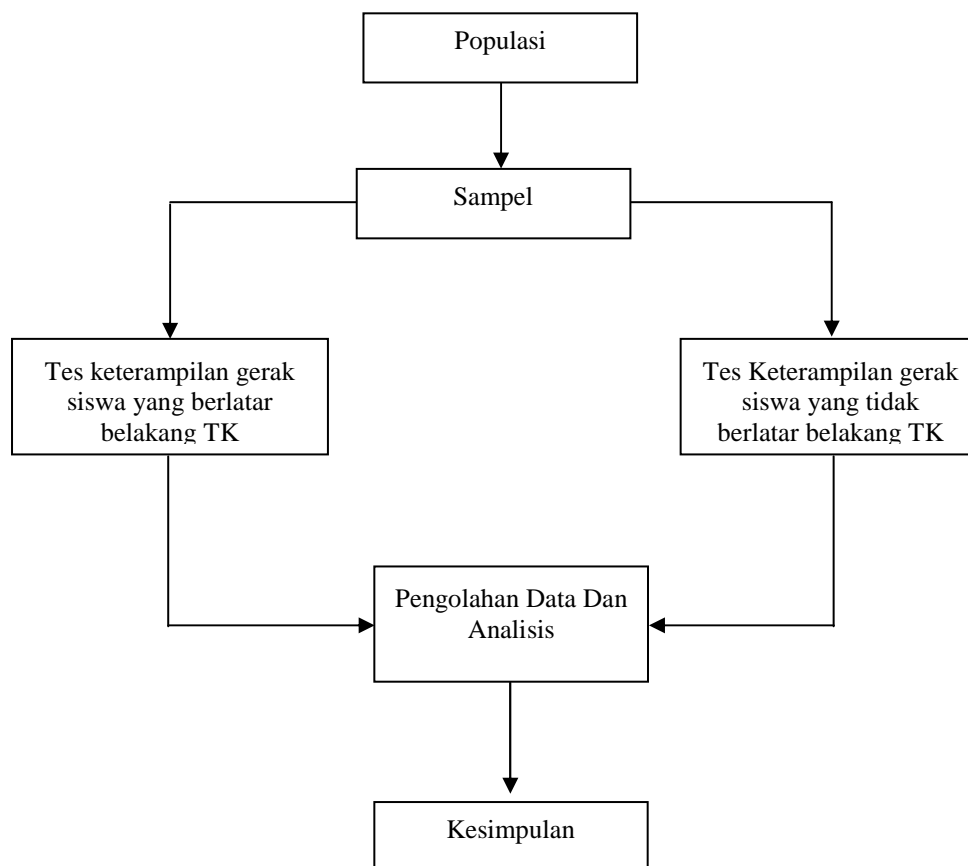 Populasi
Sampel
Tes keterampilan gerak
siswa yang berlatar
belakang TK
Tes Keterampilan gerak
siswa yang tidak
berlatar belakang TK
Pengolahan Data Dan
Analisis
Kesimpulan